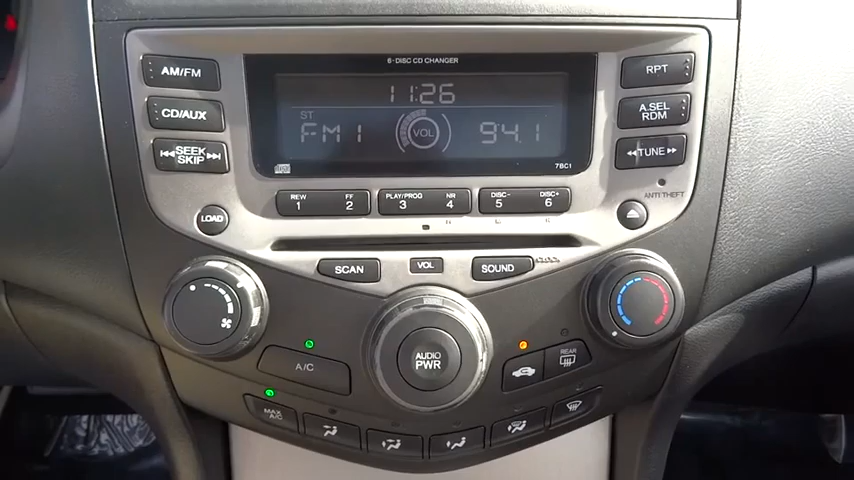 6-DISC CD CHANGER
AM/FM
11:26
RPT
CD/AUX
ST
FM1
VOL
94.1
A.SEL
RDM
SEEK
SKIP
TUNE
7BC1
REW
1
FF
2
PLAY/PROG
3
NR
4
DISC-
5
DISC+
6
ANTI-THEFT
LOAD
SCAN
VOL
SOUND
CLOCK
AUDIO
PWR
A/C
REAR
MAX
A/C